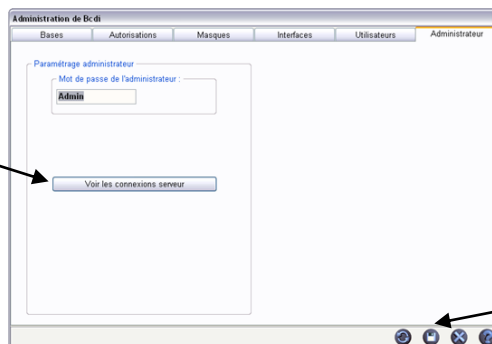 Administration de Bcdi
Bases Autorisations Masques Interfaces Utilisateurs Administrateur
Paramétrage administrateur
Mot de passe de l'administrateur :
Admin
Voir les connexions serveur
?